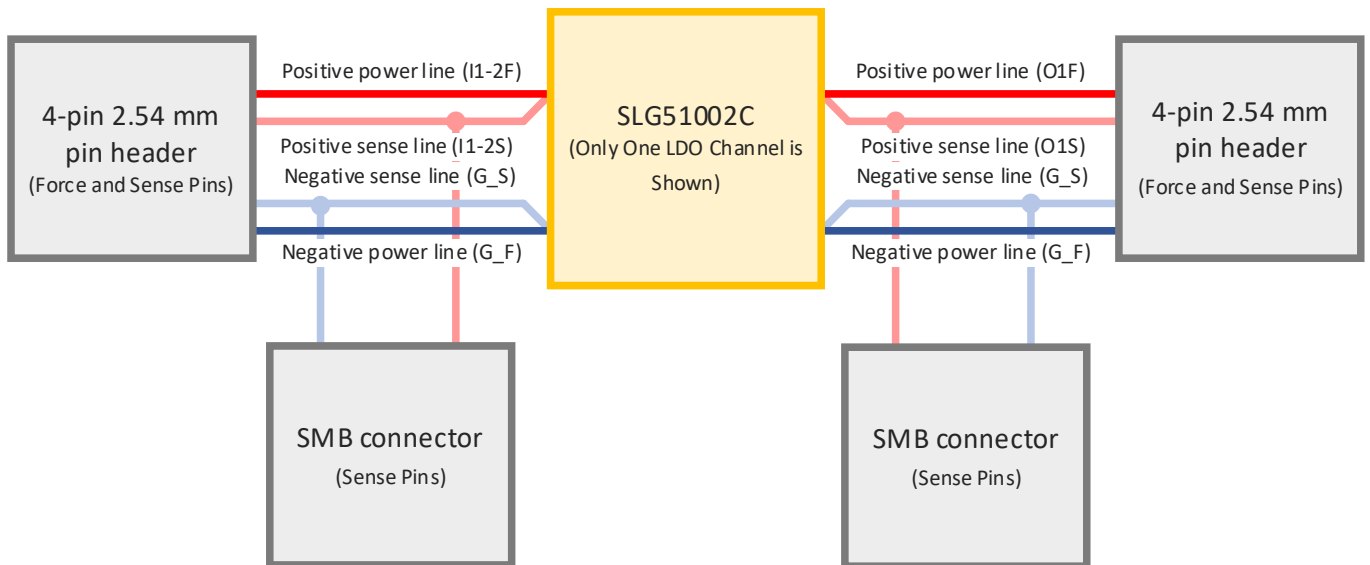 4-pin 2.54 mm
pin header
(Force and Sense Pins)
Positive power line (I1-2F)
Positive sense line (I1-2S)
Negative sense line (G_S)
Negative power line (G_F)
SLG51002C
(Only One LDO Channel is
Shown)
Positive power line (O1F)
Positive sense line (O1S)
Negative sense line (G_S)
Negative power line (G_F)
4-pin 2.54 mm
pin header
(Force and Sense Pins)
SMB connector
(Sense Pins)
SMB connector
(Sense Pins)